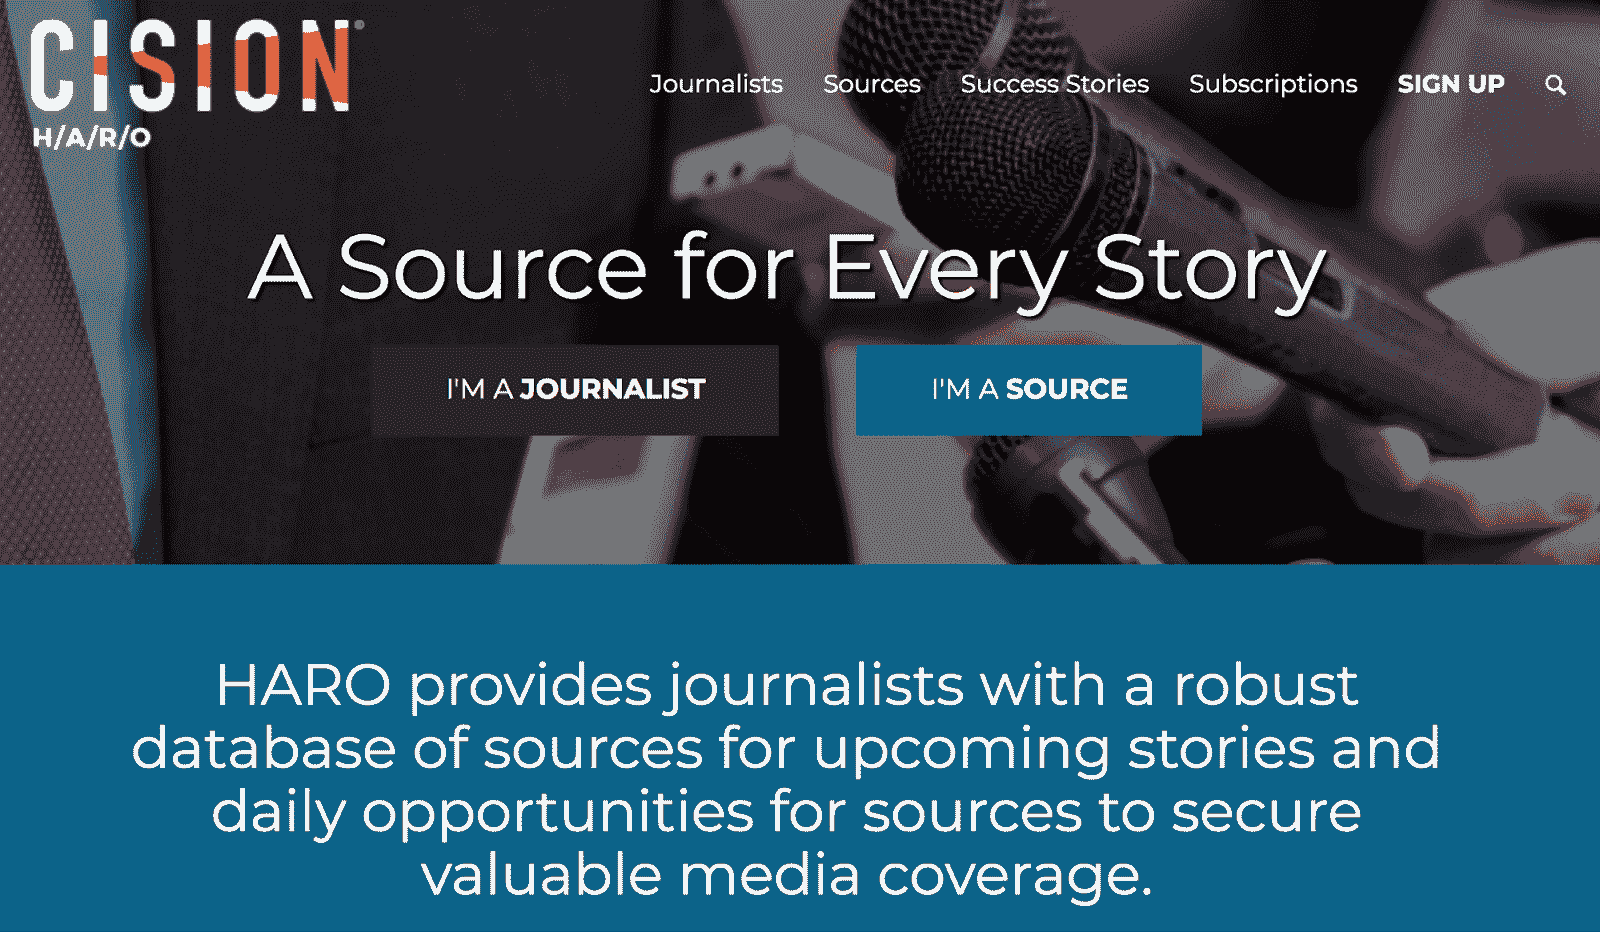 CISION®
H/A/R/O
Journalists Sources Success Stories Subscriptions SIGN UP
A Source for Every Story
I'M A JOURNALIST I'M A SOURCE
HARO provides journalists with a robust
database of sources for upcoming stories and
daily opportunities for sources to secure
valuable media coverage.